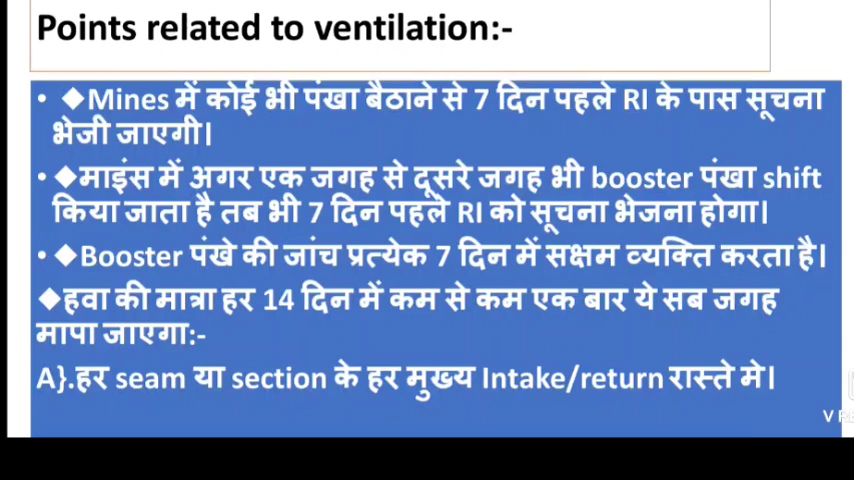 Points related to ventilation:-
• ◆Mines में कोई भी पंखा बैठाने से 7 दिन पहले RI के पास सूचना
भेजी जाएगी।
• ◆माइंस में अगर एक जगह से दूसरे जगह भी booster पंखा shift
किया जाता है तब भी 7 दिन पहले RI को सूचना भेजना होगा।
• ◆Booster पंखे की जांच प्रत्येक 7 दिन में सक्षम व्यक्ति करता है।
◆हवा की मात्रा हर 14 दिन में कम से कम एक बार ये सब जगह
मापा जाएगा:-
A}.हर seam या section के हर मुख्य Intake/return रास्ते मे।